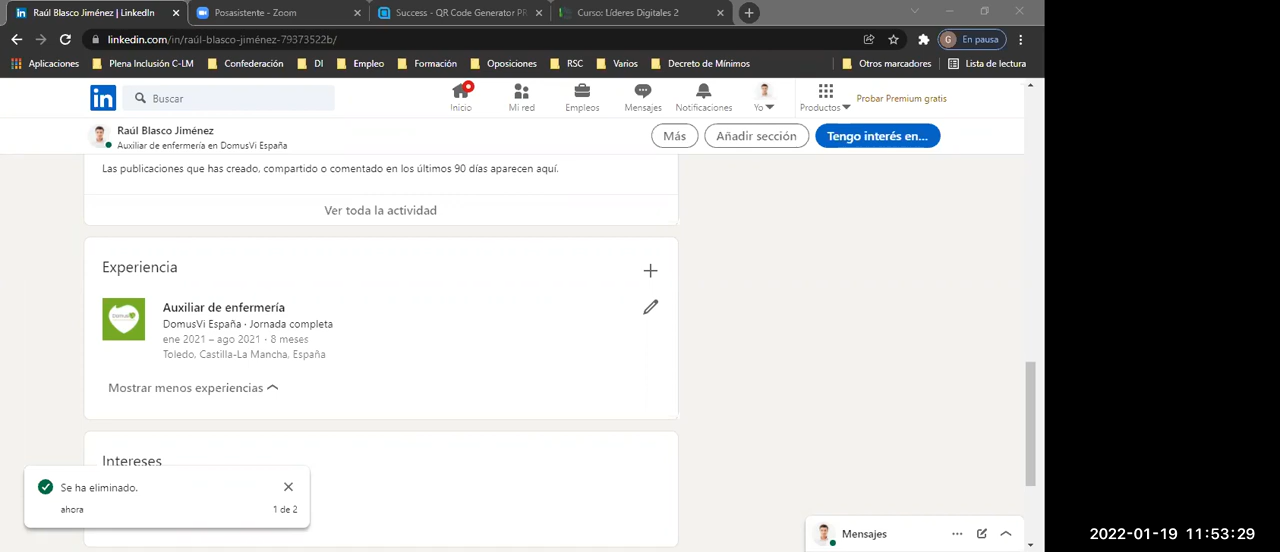 Raúl Blasco Jiménez | LinkedIn
Posasistente - Zoom
Success - QR Code Generator PR
Curso: Líderes Digitales 2
linkedin.com/in/raúl-blasco-jiménez-79373522b/
G En pausa
Aplicaciones
Plena Inclusión C-LM
Confederación
DI
Empleo
Formación
Oposiciones
RSC
Varios
Decreto de Mínimos
Otros marcadores
Lista de lectura
in
Buscar
Inicio
Mi red
Empleos
Mensajes
Notificaciones
Yo
Productos
Probar Premium gratis
Raúl Blasco Jiménez
Auxiliar de enfermería en DomusVi España
Más
Añadir sección
Tengo interés en...
Las publicaciones que has creado, compartido o comentado en los últimos 90 días aparecen aquí.
Ver toda la actividad
Experiencia
Auxiliar de enfermería
DomusVi España · Jornada completa
ene 2021 – ago 2021 · 8 meses
Toledo, Castilla-La Mancha, España
Mostrar menos experiencias
Intereses
Se ha eliminado.
ahora
1 de 2
Mensajes
2022-01-19 11:53:29